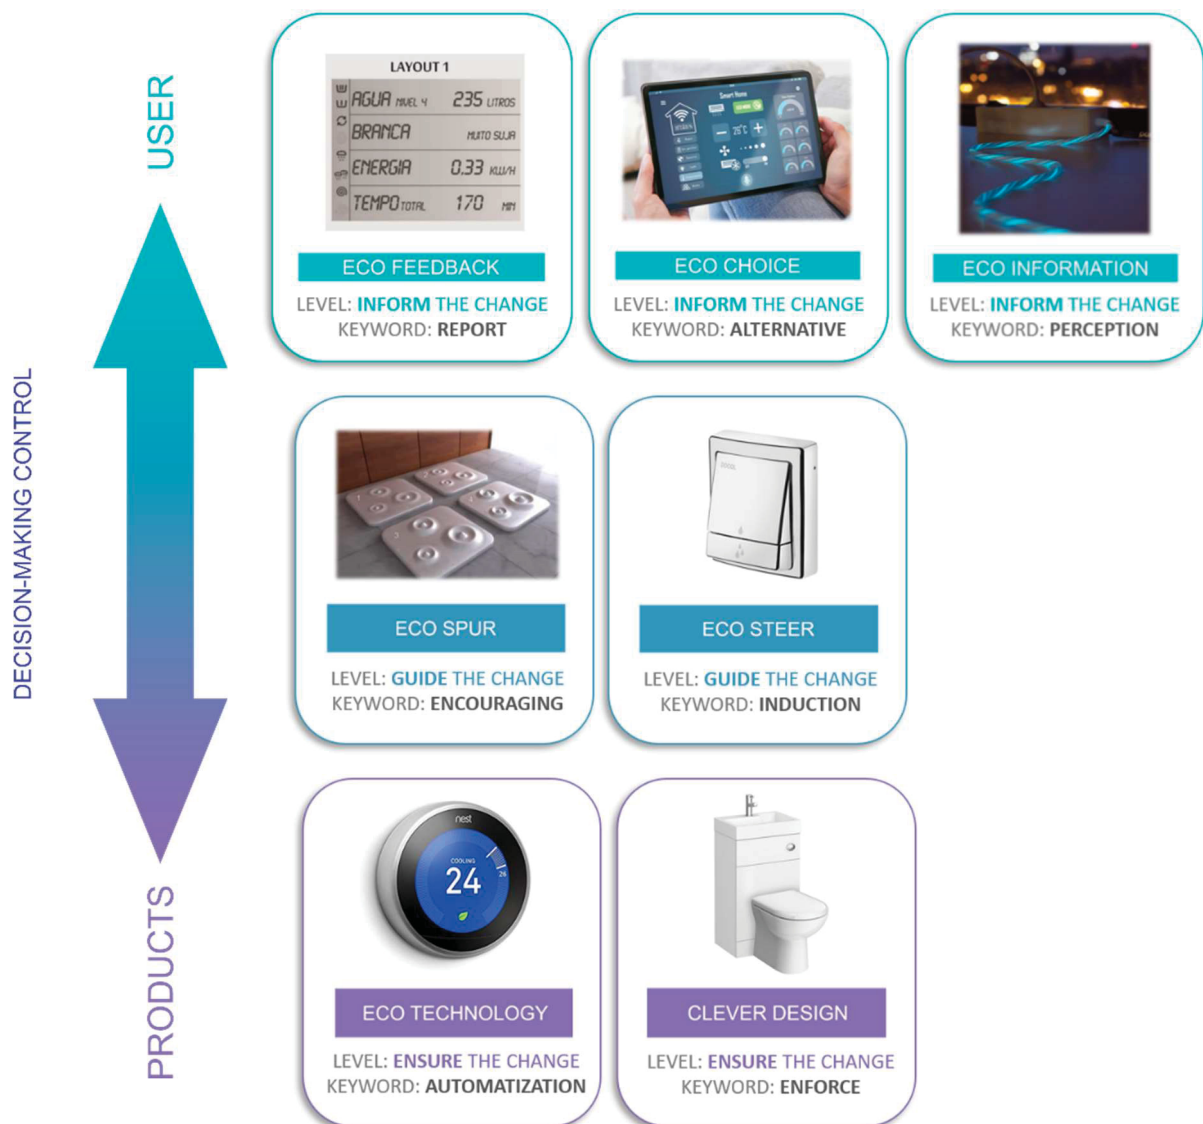 USER
DECISION-MAKING CONTROL
PRODUCTS
LAYOUT 1
AGUA NIVEL 4 235 LITROS
BRANCA MUITO SUJA
ENERGIA 0.33 KW/H
TEMPO TOTAL 170 MIN
ECO FEEDBACK
LEVEL: INFORM THE CHANGE
KEYWORD: REPORT
Smart Home
26°C
ECO CHOICE
LEVEL: INFORM THE CHANGE
KEYWORD: ALTERNATIVE
ECO INFORMATION
LEVEL: INFORM THE CHANGE
KEYWORD: PERCEPTION
ECO SPUR
LEVEL: GUIDE THE CHANGE
KEYWORD: ENCOURAGING
ECO STEER
LEVEL: GUIDE THE CHANGE
KEYWORD: INDUCTION
nest
COOLING
24
26
ECO TECHNOLOGY
LEVEL: ENSURE THE CHANGE
KEYWORD: AUTOMATIZATION
CLEVER DESIGN
LEVEL: ENSURE THE CHANGE
KEYWORD: ENFORCE